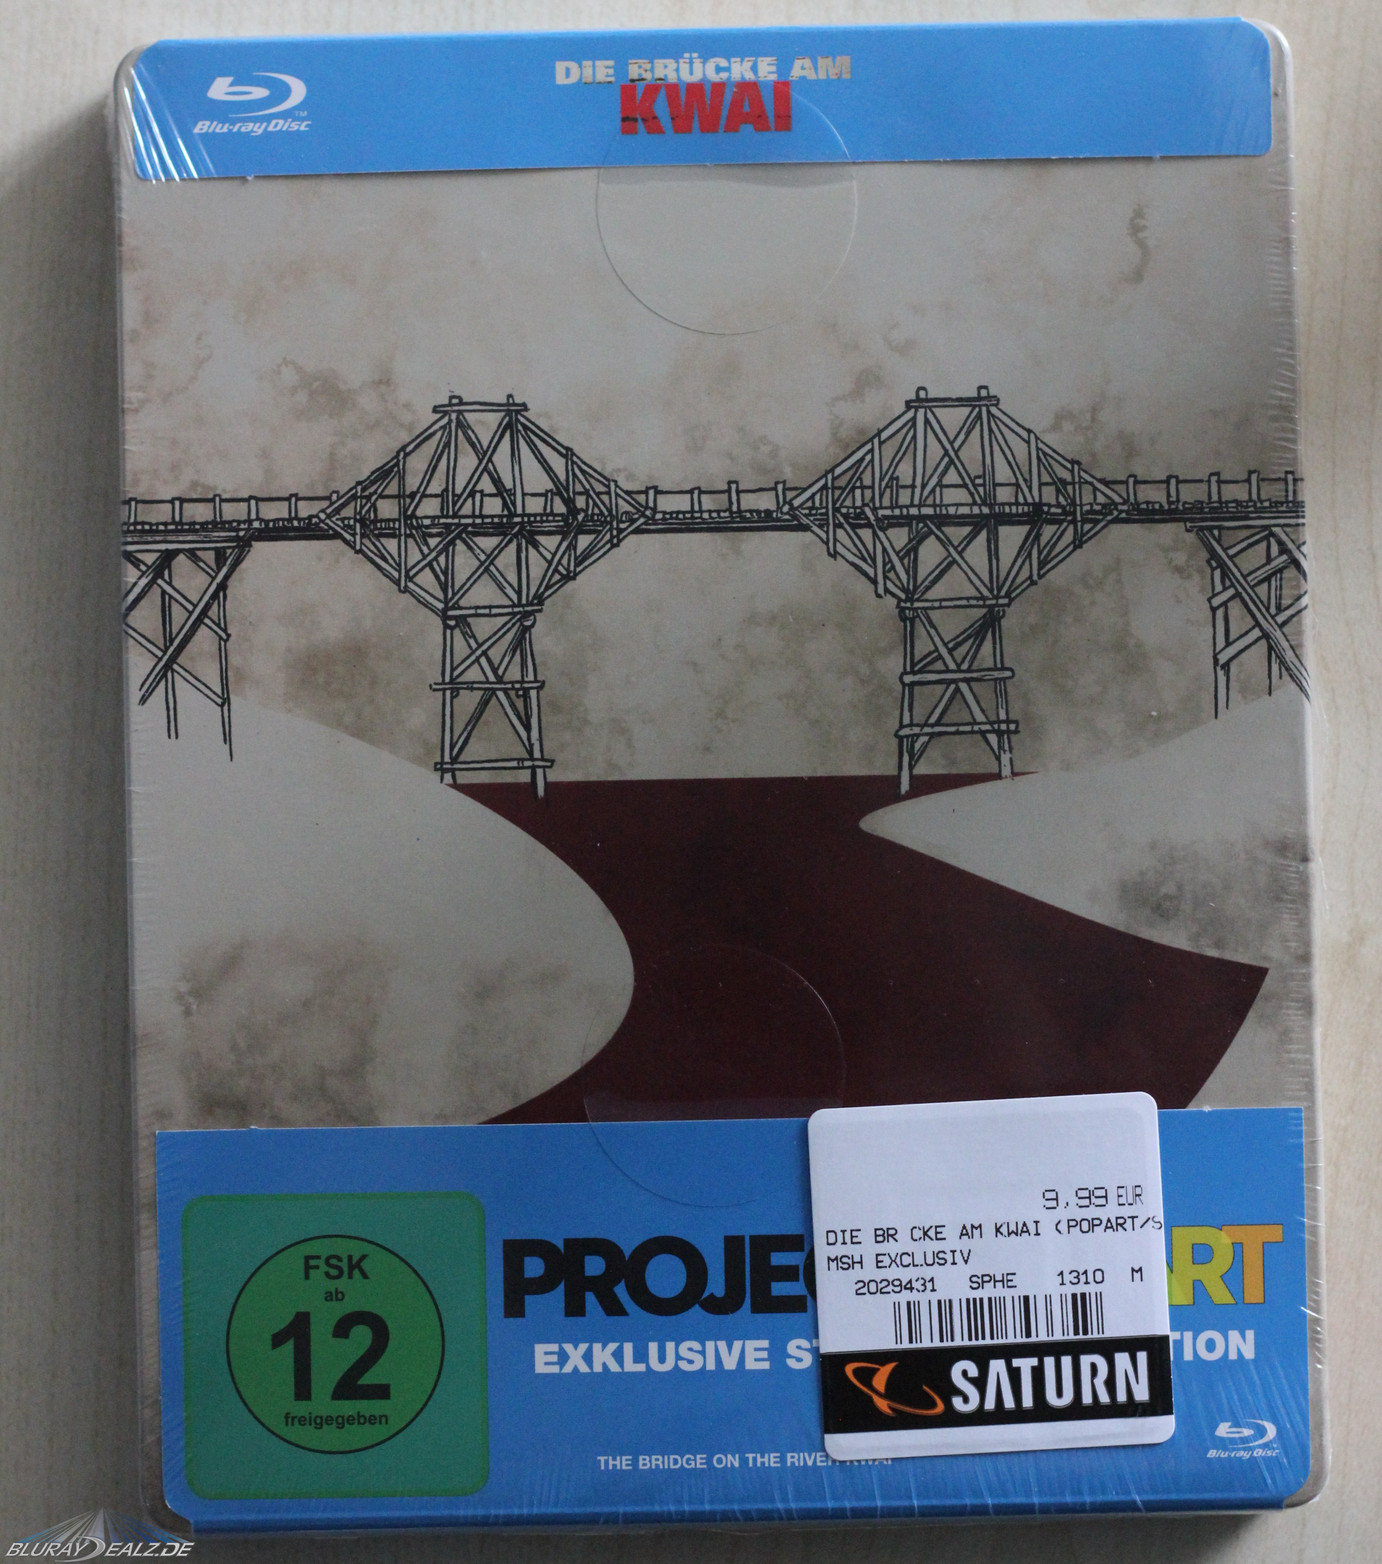 Blu-ray Disc
DIE BRÜCKE AM
KWAI
FSK
ab
12
freigegeben
PROJE ART
EXKLUSIVE TION
THE BRIDGE ON THE RIVER KWAI
Blu-ray Disc
9,99 EUR
DIE BR CKE AM KWAI (POPART/S
MSH EXCLUSIV
2029431 SPHE 1310 M
SATURN
BLURAYDEALZ.DE